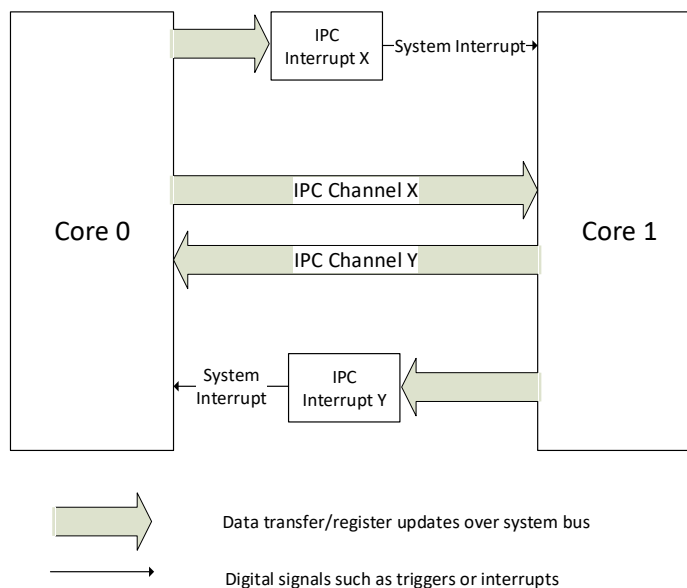 IPC
Interrupt X
System Interrupt
IPC Channel X
Core 0
Core 1
IPC Channel Y
System
Interrupt
IPC
Interrupt Y
Data transfer/register updates over system bus
Digital signals such as triggers or interrupts